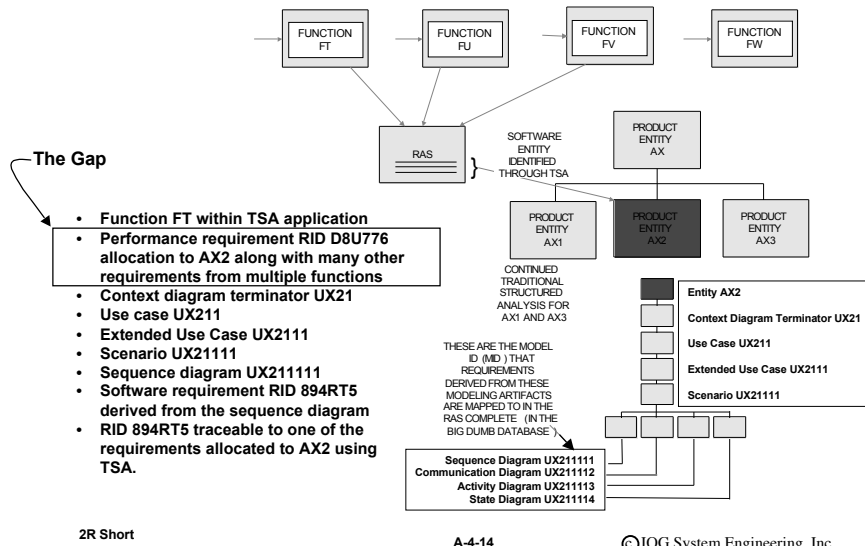 FUNCTION
FT
FUNCTION
FU
FUNCTION
FV
FUNCTION
FW
RAS
}
SOFTWARE
ENTITY
IDENTIFIED
THROUGH TSA
PRODUCT
ENTITY
AX
PRODUCT
ENTITY
AX1
PRODUCT
ENTITY
AX2
PRODUCT
ENTITY
AX3
The Gap
• Function FT within TSA application
• Performance requirement RID D8U776
allocation to AX2 along with many other
requirements from multiple functions
• Context diagram terminator UX21
• Use case UX211
• Extended Use Case UX2111
• Scenario UX21111
• Sequence diagram UX211111
• Software requirement RID 894RT5
derived from the sequence diagram
• RID 894RT5 traceable to one of the
requirements allocated to AX2 using
TSA.
CONTINUED
TRADITIONAL
STRUCTURED
ANALYSIS FOR
AX1 AND AX3
Entity AX2
Context Diagram Terminator UX21
Use Case UX211
Extended Use Case UX2111
Scenario UX21111
THESE ARE THE MODEL
ID (MID ) THAT
REQUIREMENTS
DERIVED FROM THESE
MODELING ARTIFACTS
ARE MAPPED TO IN THE
RAS COMPLETE (IN THE
BIG DUMB DATABASE )
Sequence Diagram UX211111
Communication Diagram UX211112
Activity Diagram UX211113
State Diagram UX211114
2R Short
A-4-14
© JOG System Engineering, Inc.